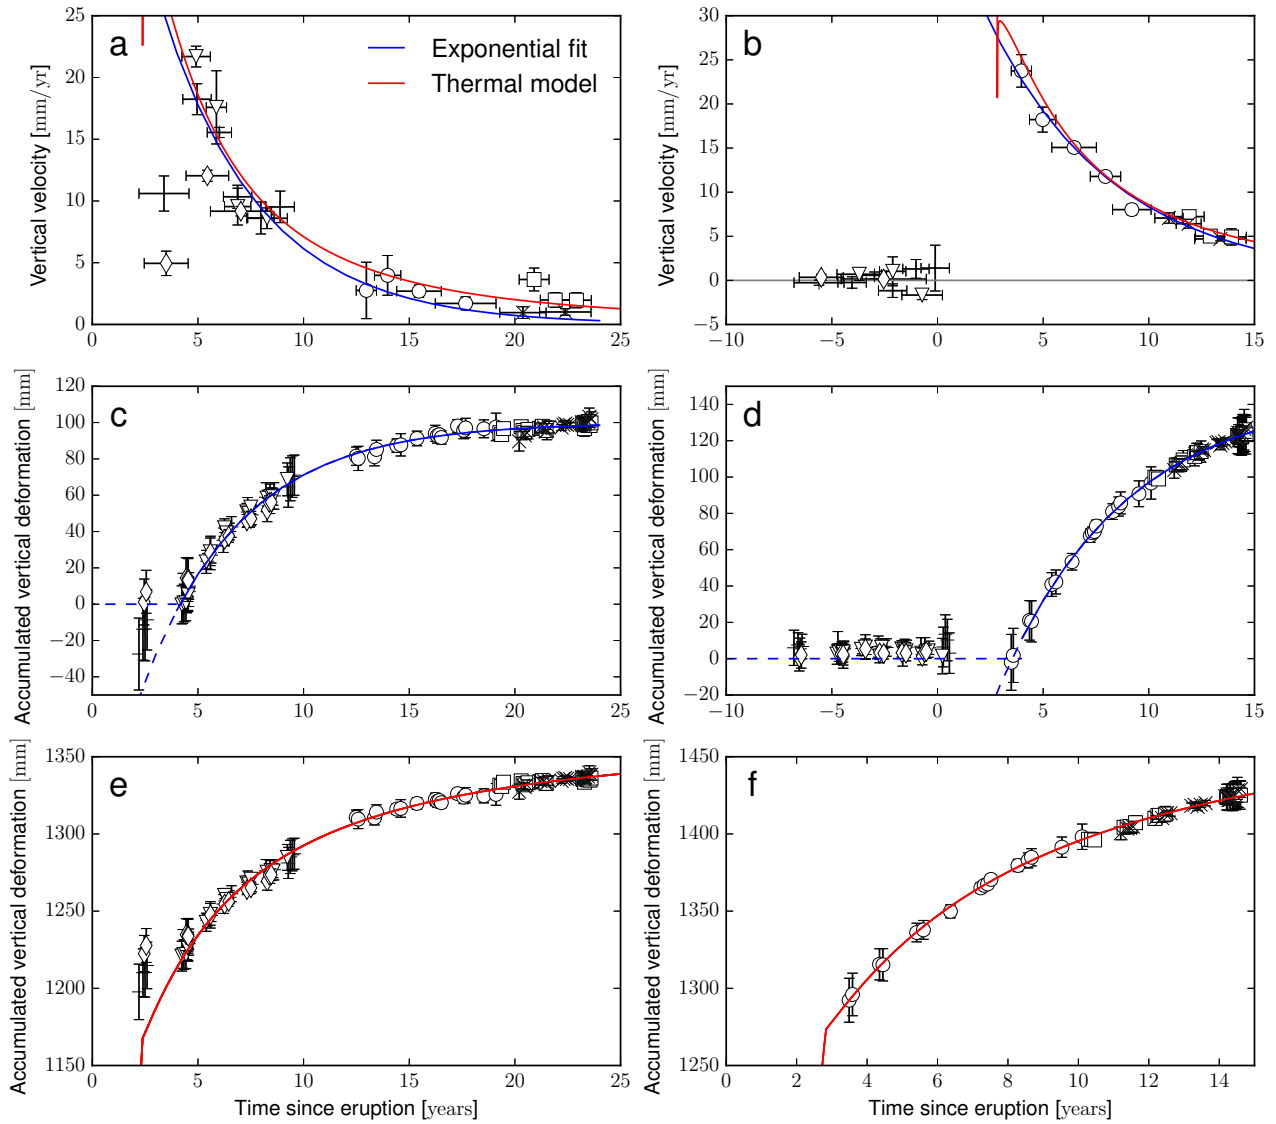 a
Exponential fit
Thermal model
Vertical velocity [mm/yr]
25
20
15
10
5
0
0 5 10 15 20 25
b
Vertical velocity [mm/yr]
30
25
20
15
10
5
0
−5
−10 −5 0 5 10 15
c
Accumulated vertical deformation [mm]
120
100
80
60
40
20
0
−20
−40
0 5 10 15 20 25
d
Accumulated vertical deformation [mm]
140
120
100
80
60
40
20
0
−20
−10 −5 0 5 10 15
e
Accumulated vertical deformation [mm]
1350
1300
1250
1200
1150
0 5 10 15 20 25
Time since eruption [years]
f
Accumulated vertical deformation [mm]
1450
1400
1350
1300
1250
0 2 4 6 8 10 12 14
Time since eruption [years]